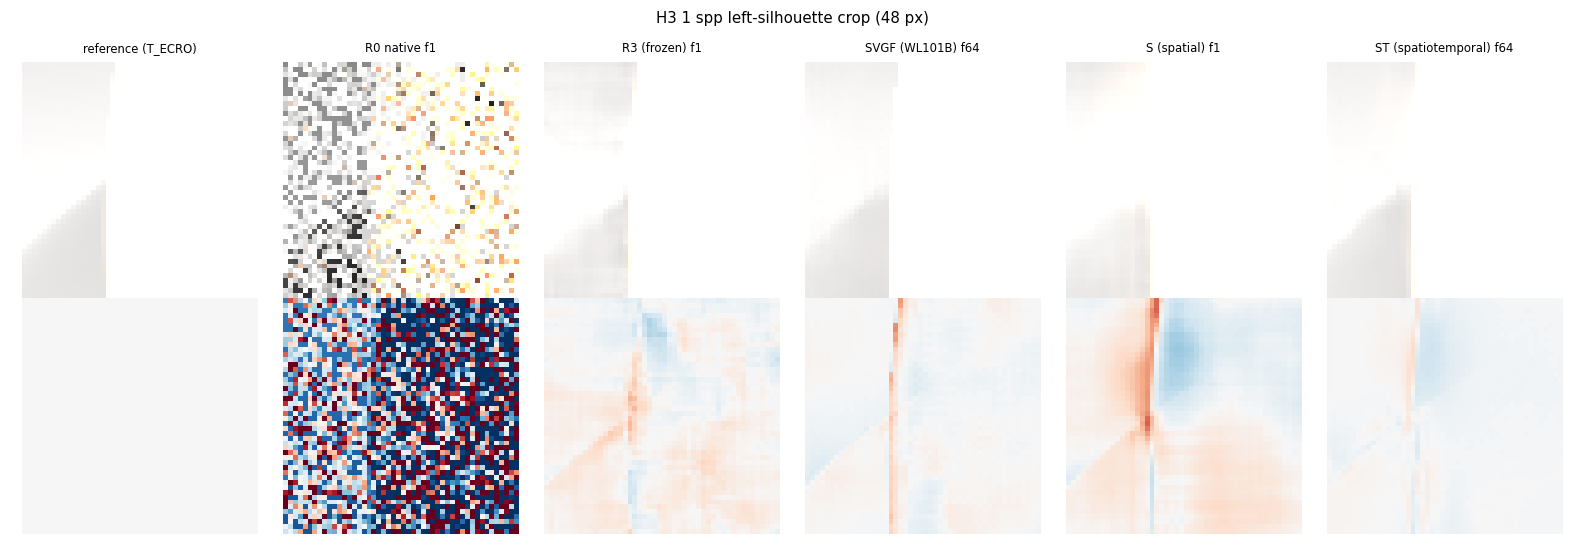 H3 1 spp left-silhouette crop (48 px)
reference (T_ECRO)
R0 native f1
R3 (frozen) f1
SVGF (WL101B) f64
S (spatial) f1
ST (spatiotemporal) f64